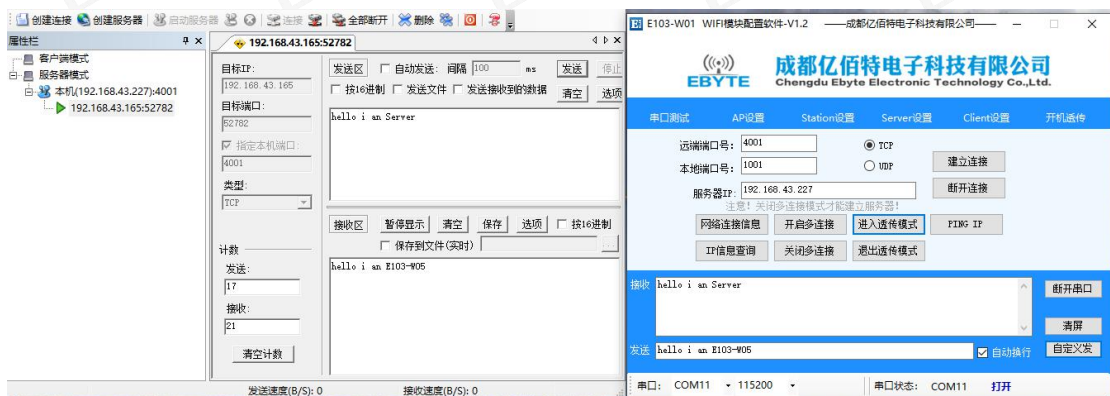 创建连接 创建服务器 启动服务器 连接 全部断开 删除
属性栏
客户端模式
服务器模式
本机(192.168.43.227):4001
192.168.43.165:52782
192.168.43.165:52782
目标IP:
192.168.43.165
目标端口:
52782
指定本机端口:
4001
类型:
TCP
计数
发送:
17
接收:
21
清空计数
发送区 自动发送: 间隔 100 ms 发送 停止
按16进制 发送文件 发送接收到的数据 清空 选项
hello i an Server
接收区 暂停显示 清空 保存 选项 按16进制
保存到文件(实时)
hello i an E103-W05
发送速度(B/S): 0 接收速度(B/S): 0
E103-W01 WIFI模块配置软件-V1.2 ——成都亿佰特电子科技有限公司——
EBYTE
成都亿佰特电子科技有限公司
Chengdu Ebyte Electronic Technology Co.,Ltd.
串口测试 AP设置 Station设置 Server设置 Client设置 开机透传
远端端口号: 4001 TCP
本地端口号: 1001 UDP 建立连接
服务器IP: 192.168.43.227 断开连接
注意! 关闭多连接模式才能建立服务器!
网络连接信息 开启多连接 进入透传模式 PING IP
IP信息查询 关闭多连接 退出透传模式
接收 hello i an Server
断开串口
清屏
发送 hello i an E103-W05 自动换行 自定义发
串口: COM11 115200 串口状态: COM11 打开